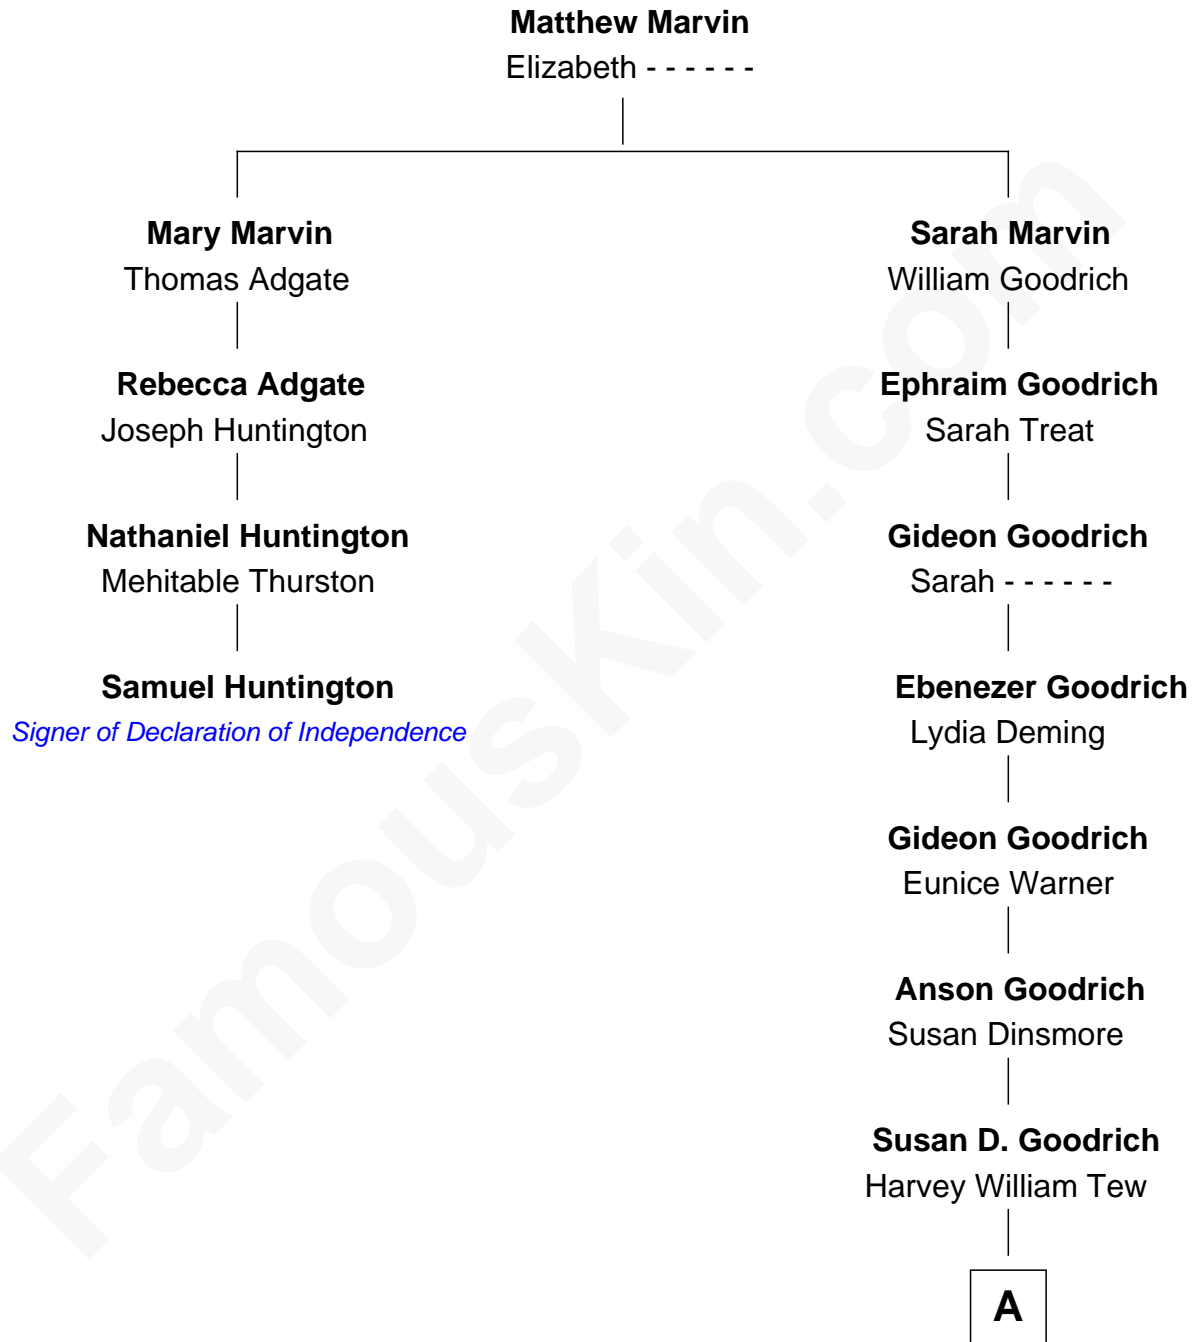 Matthew Marvin
Elizabeth - - - - - -
Mary Marvin
Thomas Adgate
Sarah Marvin
William Goodrich
Rebecca Adgate
Joseph Huntington
Ephraim Goodrich
Sarah Treat
Nathaniel Huntington
Mehitable Thurston
Gideon Goodrich
Sarah - - - - - -
Samuel Huntington
Signer of Declaration of Independence
Ebenezer Goodrich
Lydia Deming
Gideon Goodrich
Eunice Warner
Anson Goodrich
Susan Dinsmore
Susan D. Goodrich
Harvey William Tew
A
FamousKin.com